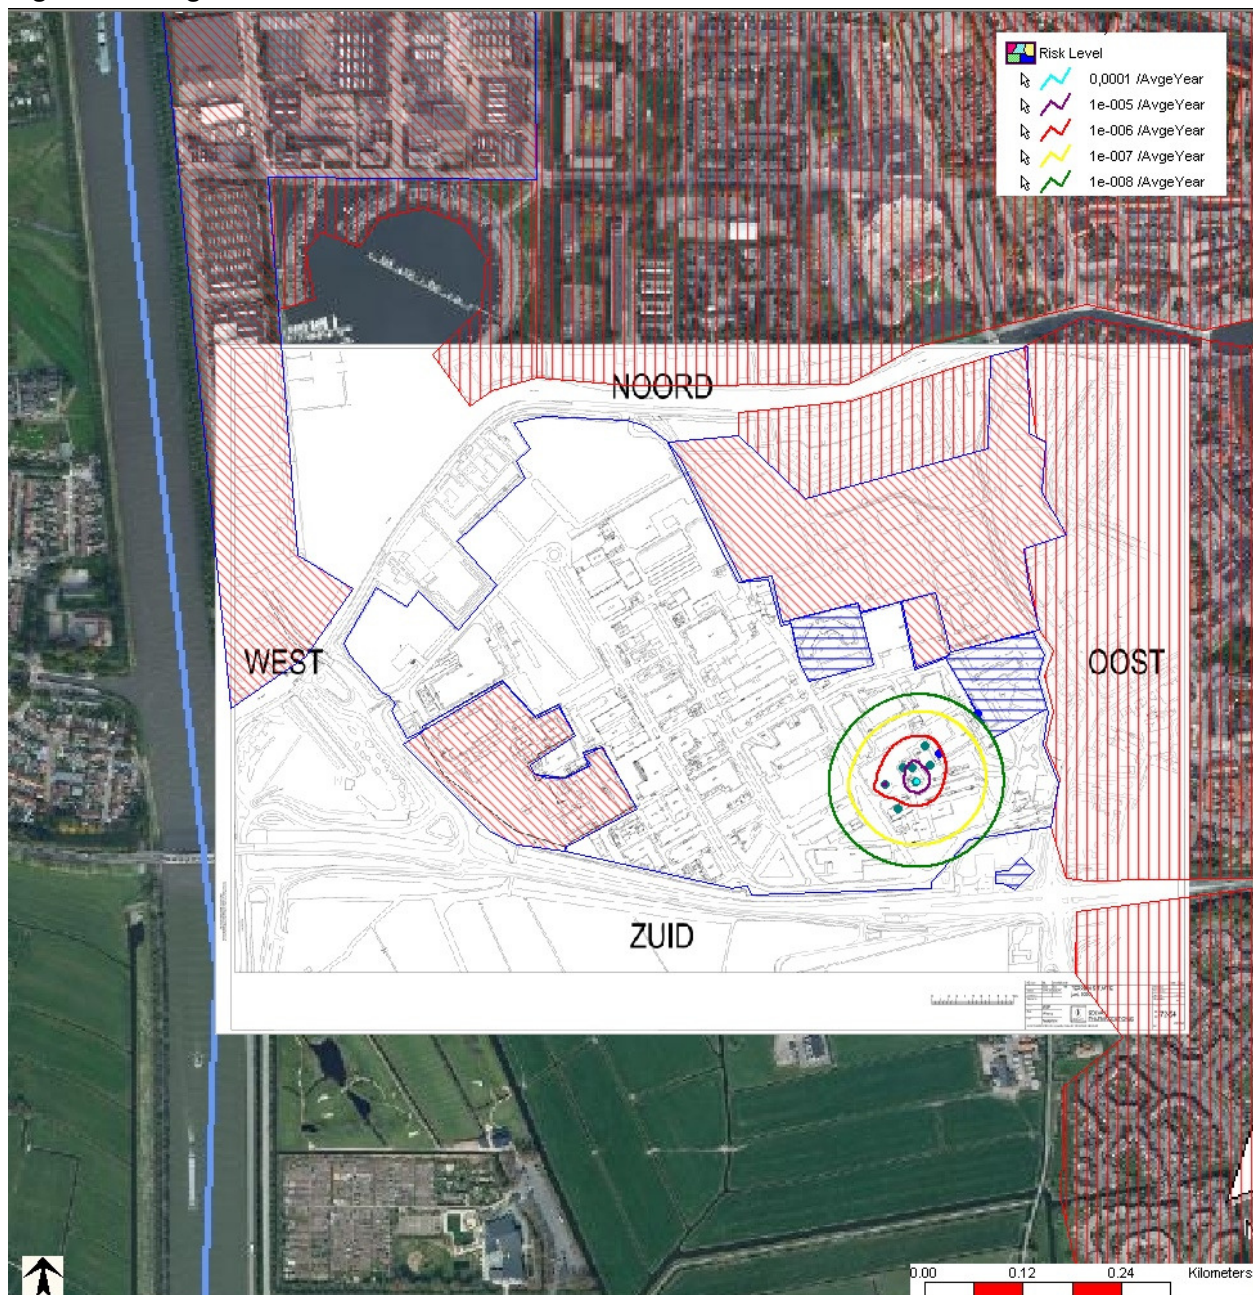 Risk Level
0,0001 /AvgeYear
1e-005 /AvgeYear
1e-006 /AvgeYear
1e-007 /AvgeYear
1e-008 /AvgeYear
NOORD
WEST
OOST
ZUID
0.00 0.12 0.24 Kilometers